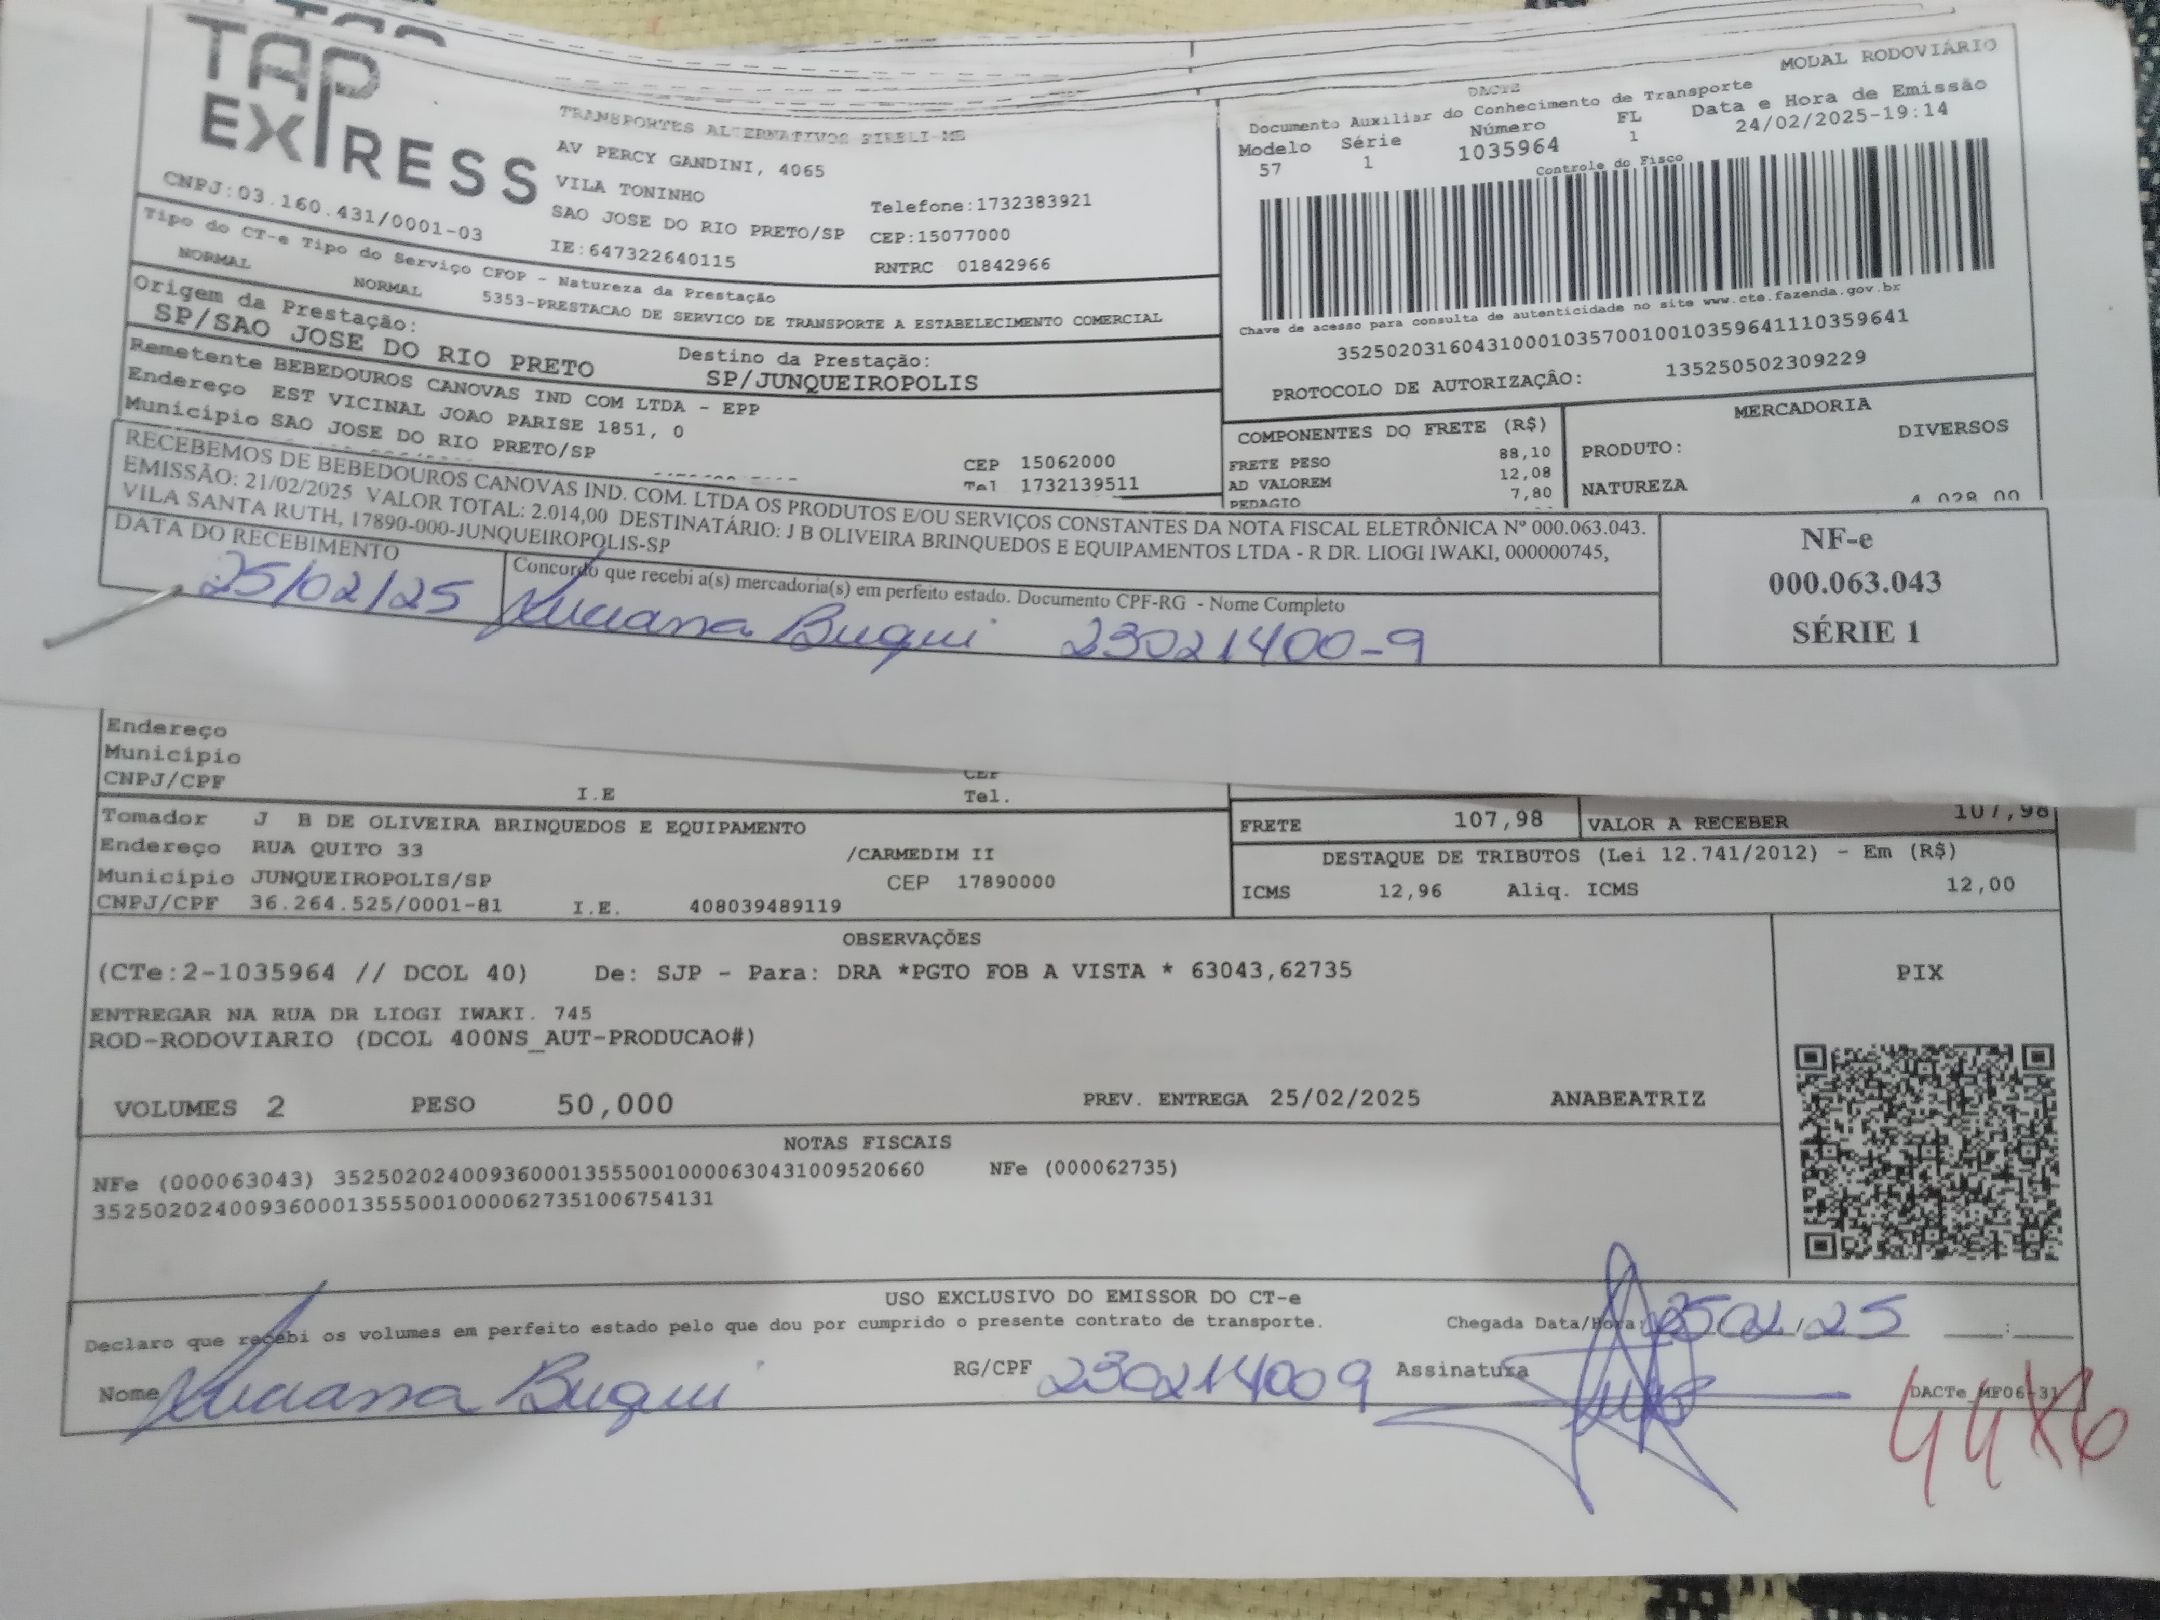 TAP
EXPRESS
TRANSPORTES ALTERNATIVOS EIRELI-ME
AV PERCY GANDINI, 4065
VILA TONINHO
SAO JOSE DO RIO PRETO/SP
IE:647322640115
Telefone:1732383921
CEP:15077000
RNTRC 01842966
CNPJ:03.160.431/0001-03
Tipo do CT-e Tipo do Serviço CFOP - Natureza da Prestação
NORMAL NORMAL 5353-PRESTACAO DE SERVICO DE TRANSPORTE A ESTABELECIMENTO COMERCIAL
Origem da Prestação:
SP/SAO JOSE DO RIO PRETO
Destino da Prestação:
SP/JUNQUEIROPOLIS
Remetente BEBEDOUROS CANOVAS IND COM LTDA - EPP
Endereço EST VICINAL JOAO PARISE 1851, 0
Município SAO JOSE DO RIO PRETO/SP
CEP 15062000
Tel 1732139511
MODAL RODOVIÁRIO
DACTE
Documento Auxiliar do Conhecimento de Transporte
Modelo Série Número FL Data e Hora de Emissão
57 1 1035964 1 24/02/2025-19:14
Controle do Fisco
Chave de acesso para consulta de autenticidade no site www.cte.fazenda.gov.br
35250203160431000103570010010359641110359641
PROTOCOLO DE AUTORIZAÇÂO: 135250502309229
COMPONENTES DO FRETE (R$)
FRETE PESO 88,10
AD VALOREM 12,08
PEDAGIO 7,80
MERCADORIA
PRODUTO: DIVERSOS
NATUREZA
4.028,00
RECEBEMOS DE BEBEDOUROS CANOVAS IND. COM. LTDA OS PRODUTOS E/OU SERVIÇOS CONSTANTES DA NOTA FISCAL ELETRÔNICA Nº 000.063.043.
EMISSÃO: 21/02/2025 VALOR TOTAL: 2.014,00 DESTINATÁRIO: J B OLIVEIRA BRINQUEDOS E EQUIPAMENTOS LTDA - R DR. LIOGI IWAKI, 000000745,
VILA SANTA RUTH, 17890-000-JUNQUEIROPOLIS-SP
DATA DO RECEBIMENTO
25/02/25
Concordo que recebi a(s) mercadoria(s) em perfeito estado. Documento CPF-RG - Nome Completo
Luciana Buqui 23021400-9
NF-e
000.063.043
SÉRIE 1
Endereço
Município
CNPJ/CPF
I.E
CEP
Tel.
Tomador J B DE OLIVEIRA BRINQUEDOS E EQUIPAMENTO
Endereço RUA QUITO 33 /CARMEDIM II
Município JUNQUEIROPOLIS/SP CEP 17890000
CNPJ/CPF 36.264.525/0001-81 I.E. 408039489119
FRETE 107,98 VALOR A RECEBER 107,98
DESTAQUE DE TRIBUTOS (Lei 12.741/2012) - Em (R$)
ICMS 12,96 Aliq. ICMS 12,00
OBSERVAÇÕES
(CTe:2-1035964 // DCOL 40) De: SJP - Para: DRA *PGTO FOB A VISTA * 63043,62735
ENTREGAR NA RUA DR LIOGI IWAKI. 745
ROD-RODOVIARIO (DCOL 400NS_AUT-PRODUCAO#)
VOLUMES 2 PESO 50,000 PREV. ENTREGA 25/02/2025 ANABEATRIZ
PIX
NOTAS FISCAIS
NFe (000063043) 35250202400936000135550010000630431009520660 NFe (000062735)
35250202400936000135550010000627351006754131
USO EXCLUSIVO DO EMISSOR DO CT-e
Declaro que recebi os volumes em perfeito estado pelo que dou por cumprido o presente contrato de transporte.
Chegada Data/Hora: 25/02/25
Nome Luciana Buqui RG/CPF 230214009 Assinatura
DACTe MF06-31